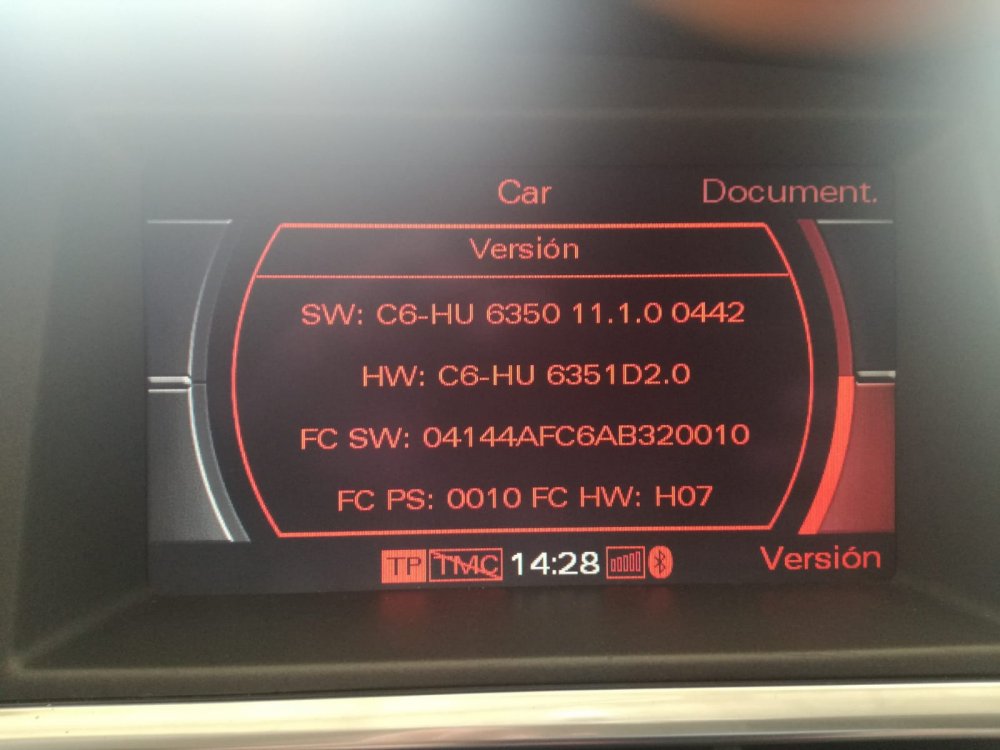 Car
Document.
Versión
SW: C6-HU 6350 11.1.0 0442
HW: C6-HU 6351D2.0
FC SW: 04144AFC6AB320010
FC PS: 0010 FC HW: H07
TP TMC 14:28
Versión